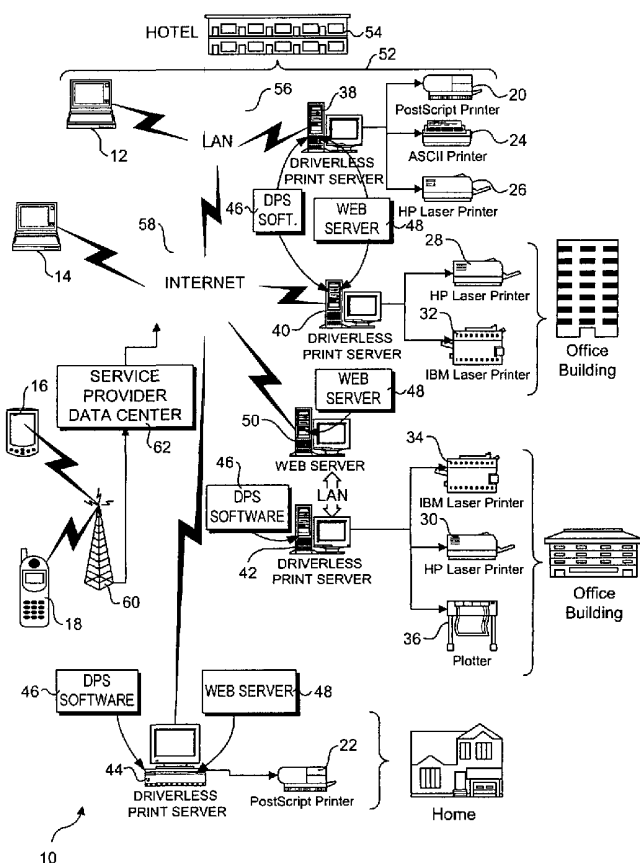 HOTEL
54
52
12
56
38
LAN
DRIVERLESS
PRINT SERVER
20
PostScript Printer
24
ASCII Printer
26
HP Laser Printer
46
DPS
SOFT.
WEB
SERVER
48
14
58
INTERNET
40
DRIVERLESS
PRINT SERVER
28
HP Laser Printer
32
IBM Laser Printer
Office
Building
SERVICE
PROVIDER
DATA CENTER
62
16
WEB
SERVER
48
50
WEB SERVER
LAN
46
DPS
SOFTWARE
42
DRIVERLESS
PRINT SERVER
34
IBM Laser Printer
30
HP Laser Printer
36
Plotter
Office
Building
18
60
46
DPS
SOFTWARE
WEB SERVER
48
44
DRIVERLESS
PRINT SERVER
22
PostScript Printer
Home
10